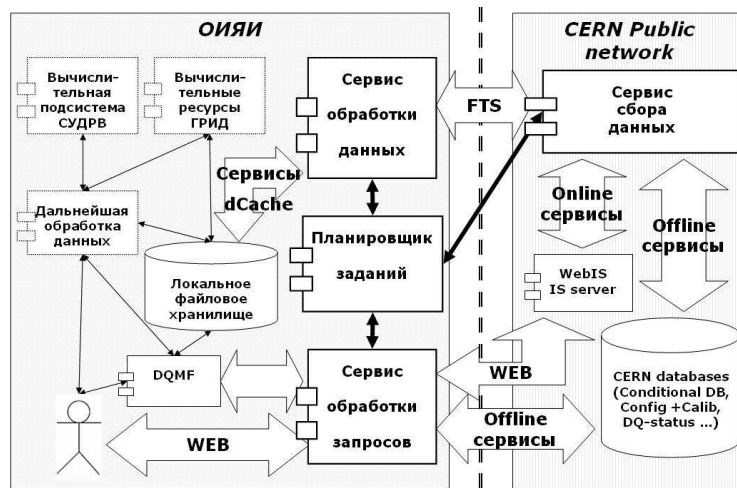 ОИЯИ
CERN Public
network
Вычисли-
тельная
подсистема
СУДРВ
Вычисли-
тельные
ресурсы
ГРИД
Сервис
обработки
данных
FTS
Сервис
сбора
данных
Сервисы
dCache
Дальнейшая
обработка
данных
Планировщик
заданий
Online
сервисы
Offline
сервисы
Локальное
файловое
хранилище
WebIS
IS server
DQMF
Сервис
обработки
запросов
WEB
WEB
Offline
сервисы
CERN databases
(Conditional DB,
Config +Calib,
DQ-status ...)